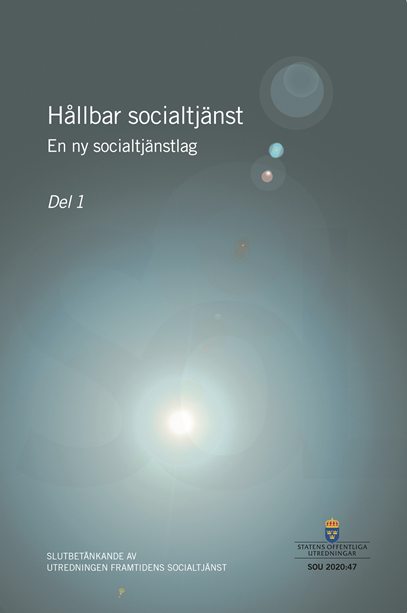 Hållbar socialtjänst
En ny socialtjänstlag
Del 1
SLUTBETÄNKANDE AV
UTREDNINGEN FRAMTIDENS SOCIALTJÄNST
STATENS OFFENTLIGA
UTREDNINGAR
SOU 2020:47